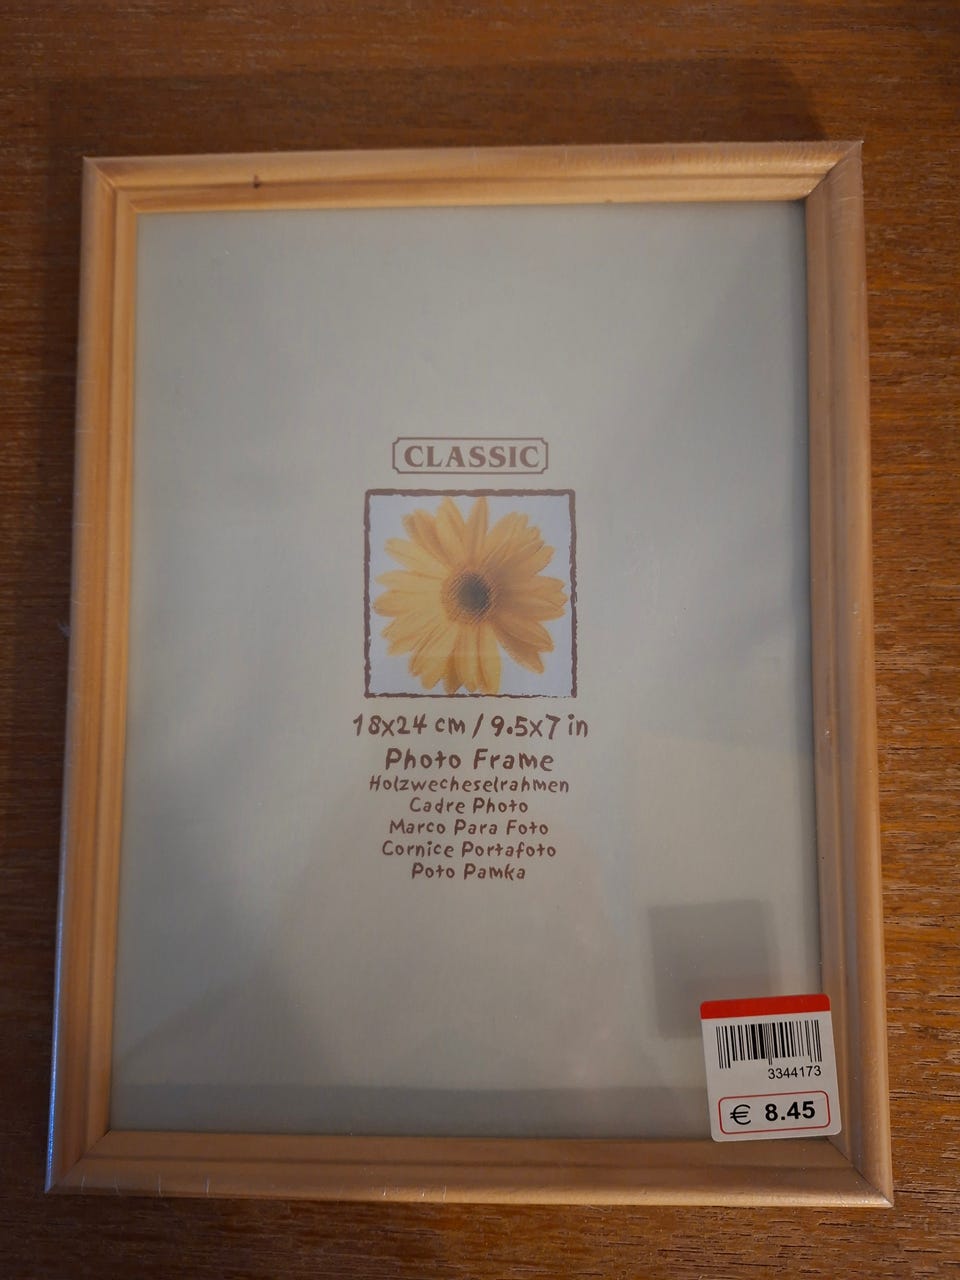 CLASSIC
18x24 cm / 9.5x7 in
Photo Frame
Holzwecheselrahmen
Cadre Photo
Marco Para Foto
Cornice Portafoto
Poto Pamka
3344173
€ 8.45